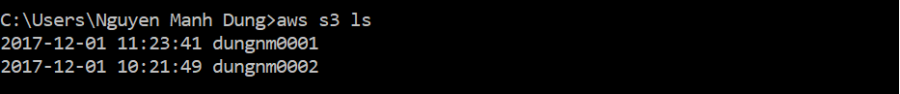 C:\Users\Nguyen Manh Dung>aws s3 ls
2017-12-01 11:23:41 dungnm0001
2017-12-01 10:21:49 dungnm0002